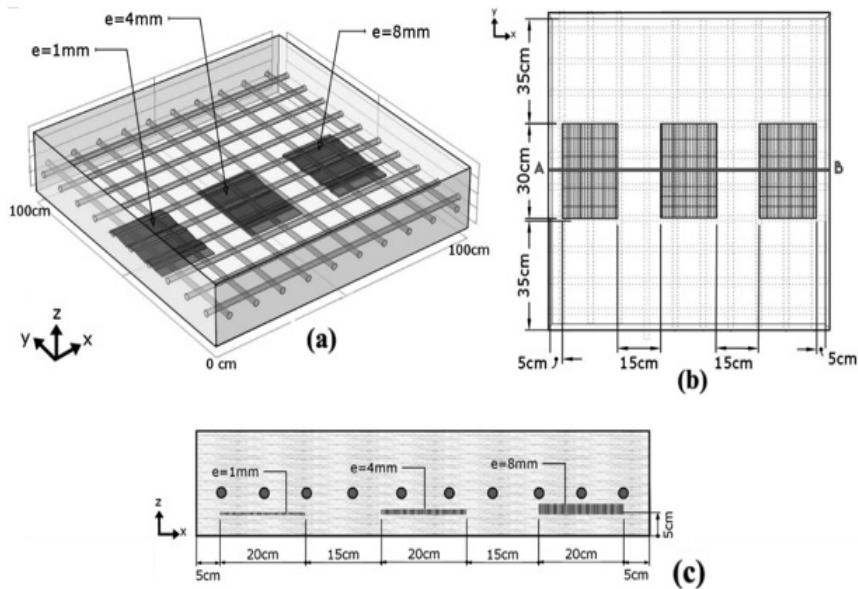 e=4mm
e=8mm
e=1mm
100cm
100cm
0 cm
z
y
x
(a)
y
x
35cm
30cm
35cm
A
B
5cm
15cm
15cm
5cm
(b)
e=1mm
e=4mm
e=8mm
z
x
5cm
20cm
15cm
20cm
15cm
20cm
5cm
5cm
(c)